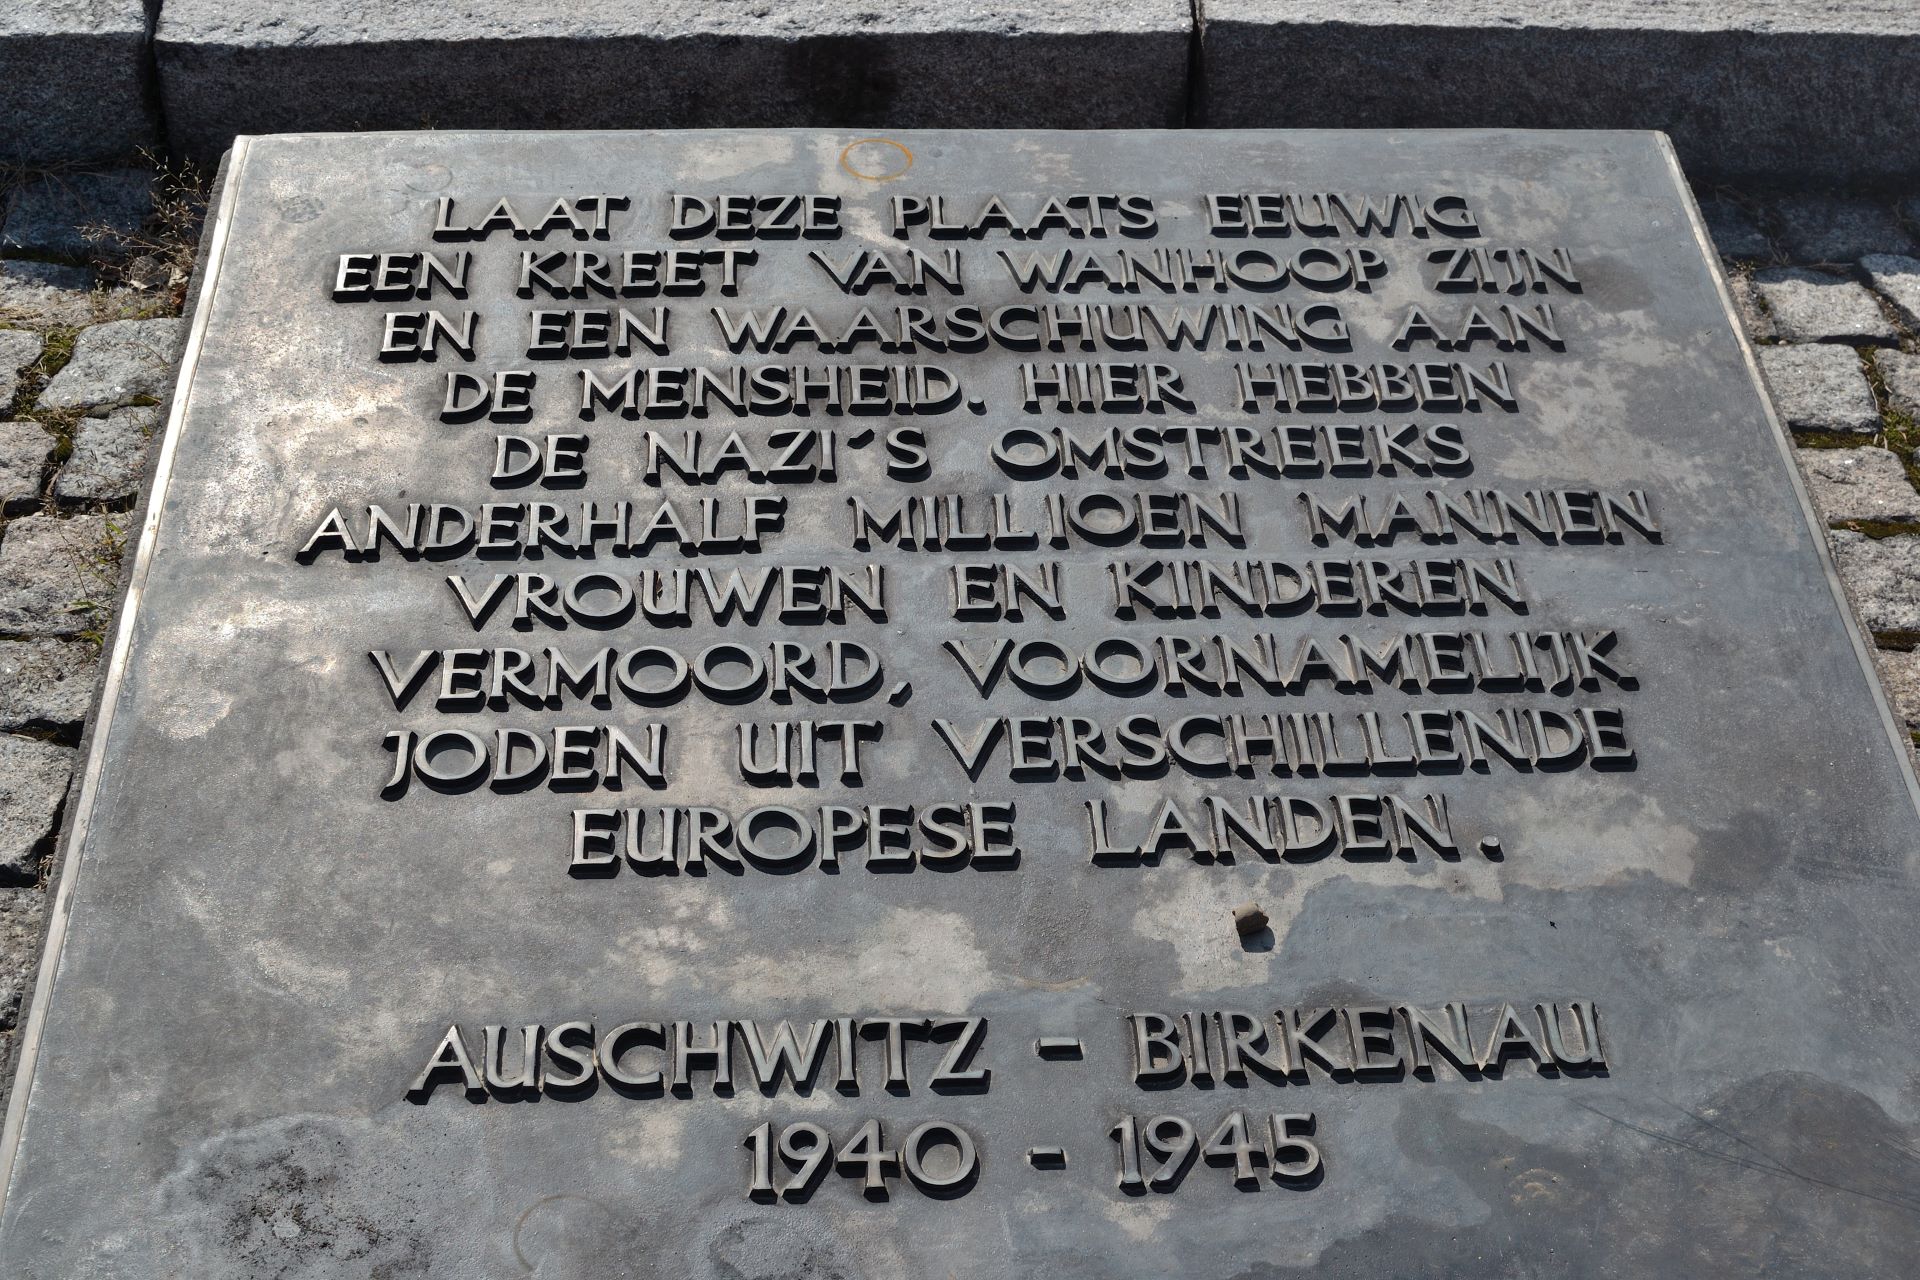 LAAT DEZE PLAATS EEUWIG
EEN KREET VAN WANHOOP ZIJN
EN EEN WAARSCHUWING AAN
DE MENSHEID. HIER HEBBEN
DE NAZI´S OMSTREEKS
ANDERHALF MILLIOEN MANNEN
VROUWEN EN KINDEREN
VERMOORD, VOORNAMELIJK
JODEN UIT VERSCHILLENDE
EUROPESE LANDEN.
AUSCHWITZ - BIRKENAU
1940 - 1945